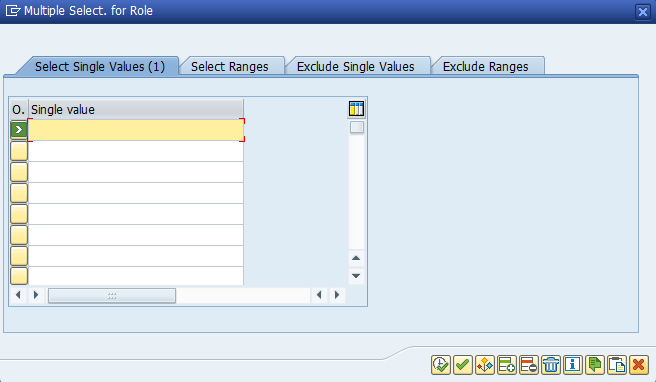 Multiple Select. for Role
Select Single Values (1) Select Ranges Exclude Single Values Exclude Ranges
O. Single value